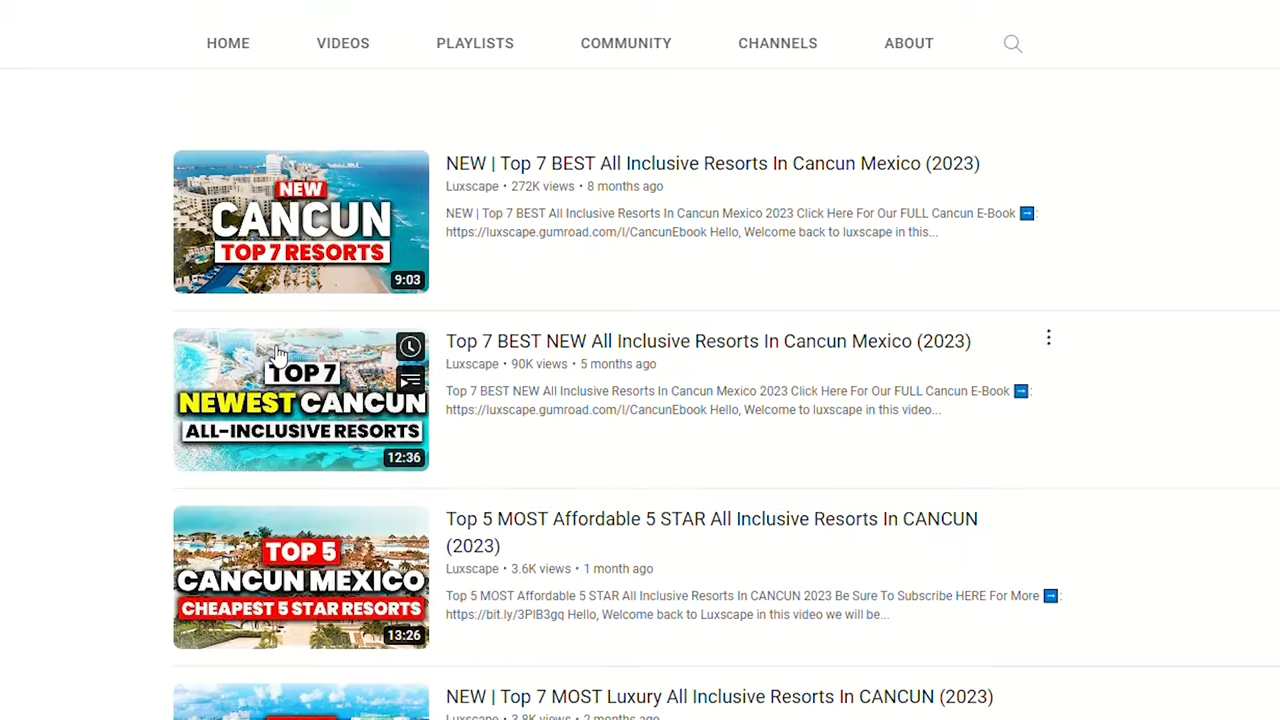 HOME VIDEOS PLAYLISTS COMMUNITY CHANNELS ABOUT
NEW
CANCUN
TOP 7 RESORTS
9:03
NEW | Top 7 BEST All Inclusive Resorts In Cancun Mexico (2023)
Luxscape • 272K views • 8 months ago
NEW | Top 7 BEST All Inclusive Resorts In Cancun Mexico 2023 Click Here For Our FULL Cancun E-Book ➡️:
https://luxscape.gumroad.com/l/CancunEbook Hello, Welcome back to luxscape in this...
TOP 7
NEWEST CANCUN
ALL-INCLUSIVE RESORTS
12:36
Top 7 BEST NEW All Inclusive Resorts In Cancun Mexico (2023)
Luxscape • 90K views • 5 months ago
Top 7 BEST NEW All Inclusive Resorts In Cancun Mexico 2023 Click Here For Our FULL Cancun E-Book ➡️:
https://luxscape.gumroad.com/l/CancunEbook Hello, Welcome to luxscape in this video...
TOP 5
CANCUN MEXICO
CHEAPEST 5 STAR RESORTS
13:26
Top 5 MOST Affordable 5 STAR All Inclusive Resorts In CANCUN
(2023)
Luxscape • 3.6K views • 1 month ago
Top 5 MOST Affordable 5 STAR All Inclusive Resorts In CANCUN 2023 Be Sure To Subscribe HERE For More ➡️:
https://bit.ly/3PlB3gq Hello, Welcome back to Luxscape in this video we will be...
NEW | Top 7 MOST Luxury All Inclusive Resorts In CANCUN (2023)
Luxscape • 3.8K views • 2 months ago